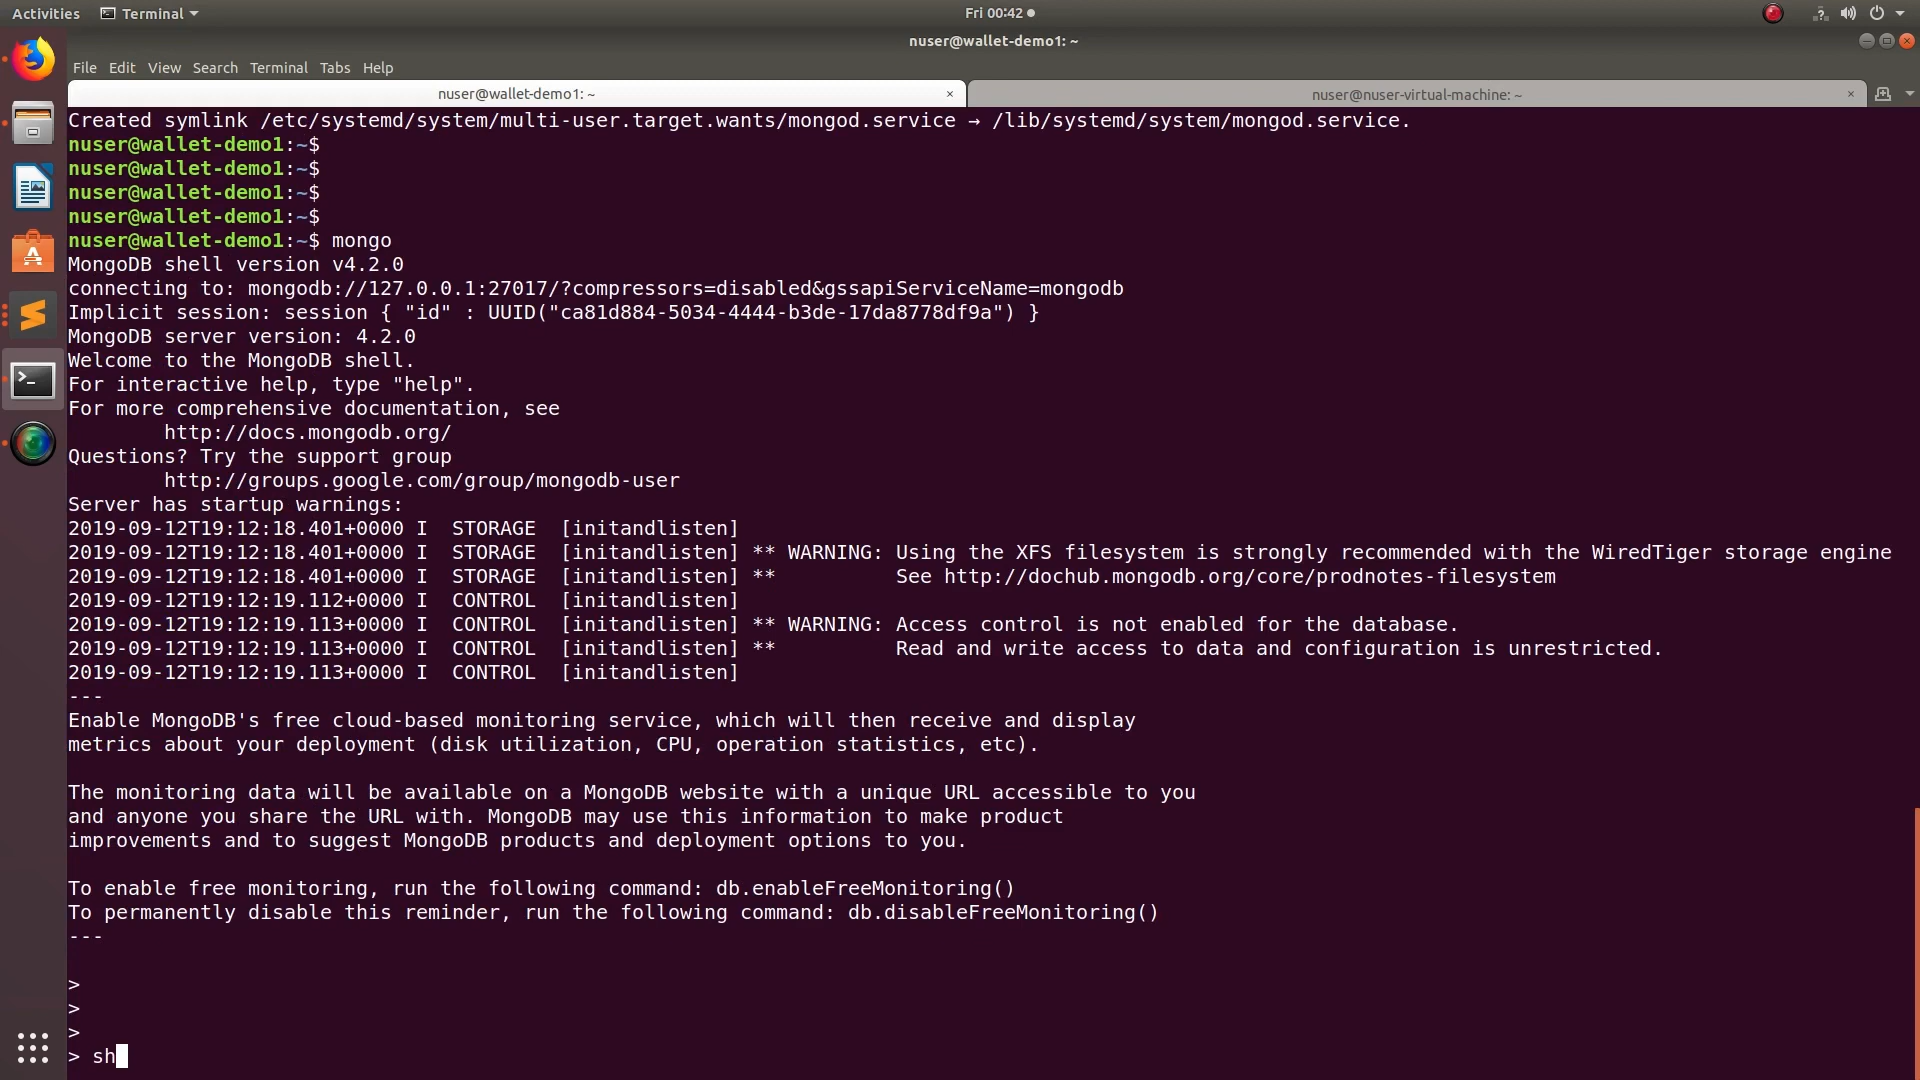 Activities Terminal Fri 00:42
nuser@wallet-demo1: ~
File Edit View Search Terminal Tabs Help
nuser@wallet-demo1: ~ × nuser@nuser-virtual-machine: ~ ×
Created symlink /etc/systemd/system/multi-user.target.wants/mongod.service → /lib/systemd/system/mongod.service.
nuser@wallet-demo1:~$
nuser@wallet-demo1:~$
nuser@wallet-demo1:~$
nuser@wallet-demo1:~$
nuser@wallet-demo1:~$ mongo
MongoDB shell version v4.2.0
connecting to: mongodb://127.0.0.1:27017/?compressors=disabled&gssapiServiceName=mongodb
Implicit session: session { "id" : UUID("ca81d884-5034-4444-b3de-17da8778df9a") }
MongoDB server version: 4.2.0
Welcome to the MongoDB shell.
For interactive help, type "help".
For more comprehensive documentation, see
        http://docs.mongodb.org/
Questions? Try the support group
        http://groups.google.com/group/mongodb-user
Server has startup warnings:
2019-09-12T19:12:18.401+0000 I  STORAGE  [initandlisten]
2019-09-12T19:12:18.401+0000 I  STORAGE  [initandlisten] ** WARNING: Using the XFS filesystem is strongly recommended with the WiredTiger storage engine
2019-09-12T19:12:18.401+0000 I  STORAGE  [initandlisten] **          See http://dochub.mongodb.org/core/prodnotes-filesystem
2019-09-12T19:12:19.112+0000 I  CONTROL  [initandlisten]
2019-09-12T19:12:19.113+0000 I  CONTROL  [initandlisten] ** WARNING: Access control is not enabled for the database.
2019-09-12T19:12:19.113+0000 I  CONTROL  [initandlisten] **          Read and write access to data and configuration is unrestricted.
2019-09-12T19:12:19.113+0000 I  CONTROL  [initandlisten]
---
Enable MongoDB's free cloud-based monitoring service, which will then receive and display
metrics about your deployment (disk utilization, CPU, operation statistics, etc).
The monitoring data will be available on a MongoDB website with a unique URL accessible to you
and anyone you share the URL with. MongoDB may use this information to make product
improvements and to suggest MongoDB products and deployment options to you.
To enable free monitoring, run the following command: db.enableFreeMonitoring()
To permanently disable this reminder, run the following command: db.disableFreeMonitoring()
---
>
>
>
> sh